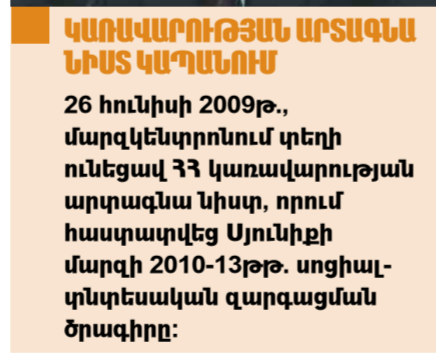 ԿԱՌԱՎԱՐՈՒԹՅԱՆ ԱՐՏԱԳՆԱ
ՆԻՍՏ ԿԱՊԱՆՈՒՄ
26 հունիսի 2009թ.,
մարզկենտրոնում տեղի
ունեցավ ՀՀ կառավարության
արտագնա նիստ, որում
հաստատվեց Սյունիքի
մարզի 2010-13թթ. սոցիալ-
տնտեսական զարգացման
ծրագիրը: